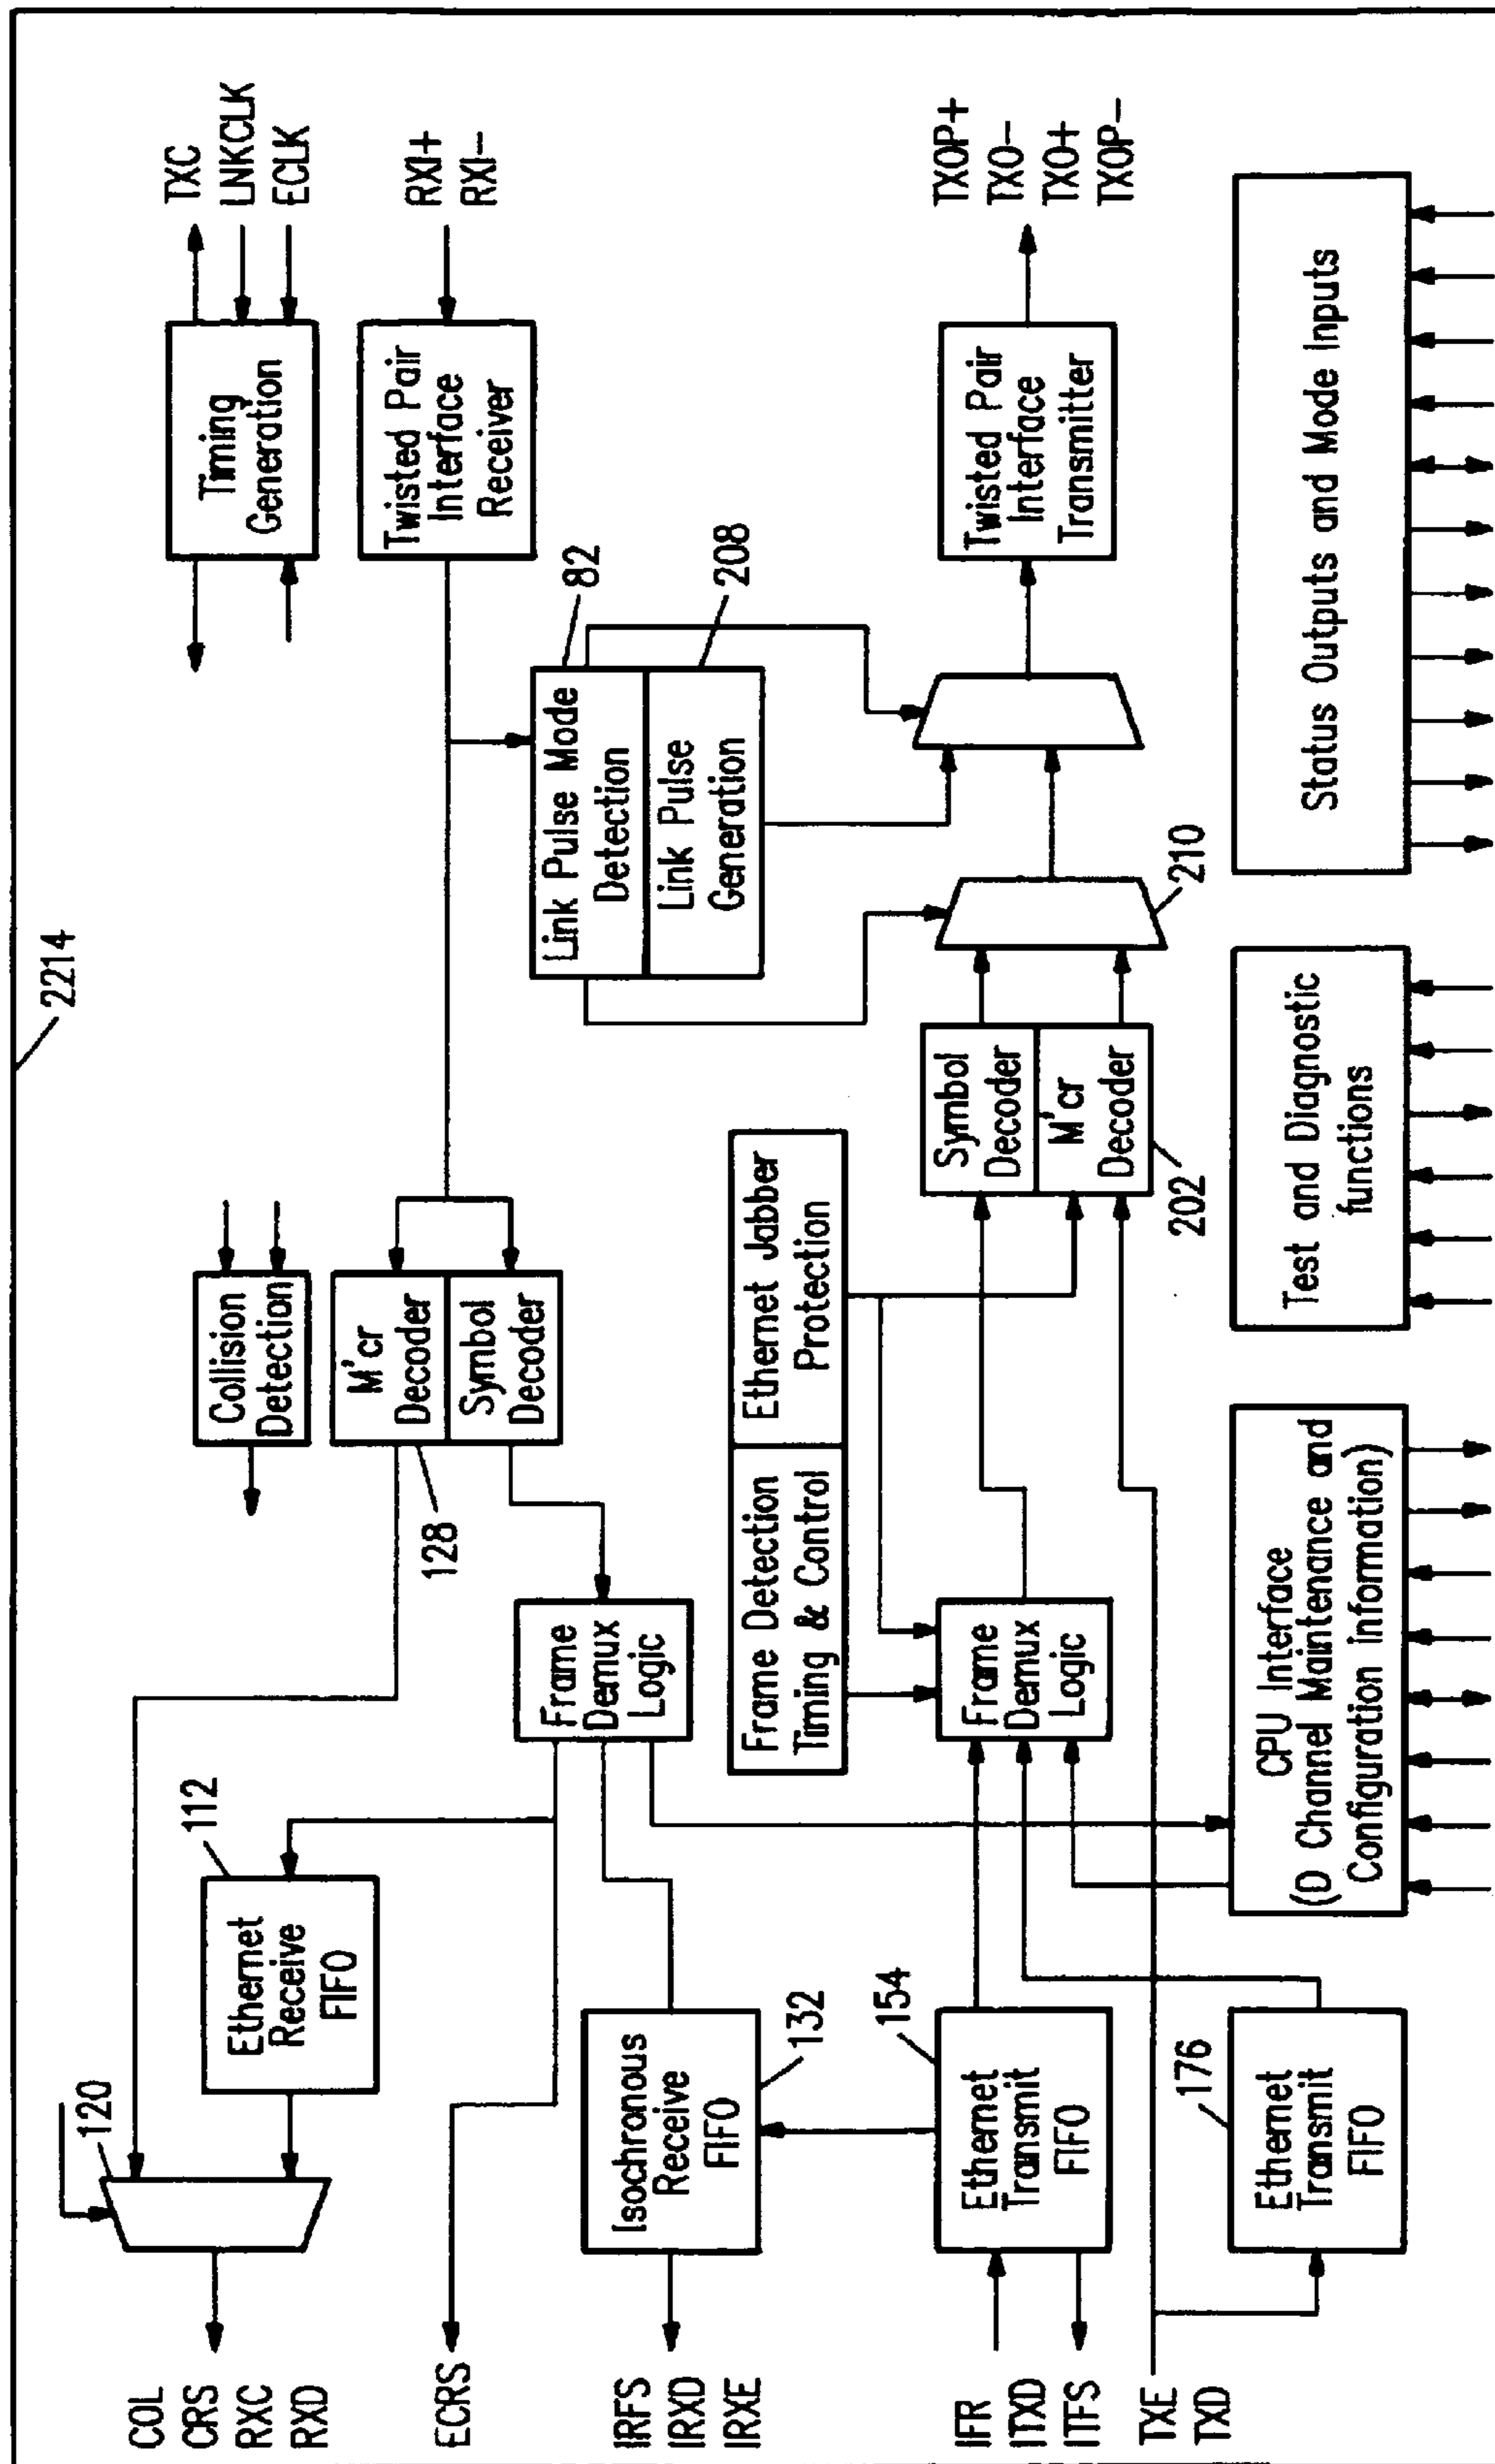 2214
COL
CRS
RXC
RXD
120
Ethernet
Receive
FIFO
112
Collision
Detection
Timing
Generation
TXC
LNKCLK
ECLK
M'cr
Decoder
Symbol
Decoder
128
Twisted Pair
Interface
Receiver
RXI+
RXI-
ECRS
Frame
Demux
Logic
Link Pulse Mode
Detection
82
Link Pulse
Generation
208
IRFS
IRXD
IRXE
Isochronous
Receive
FIFO
132
Frame Detection
Timing & Control
Ethernet Jabber
Protection
IFR
ITXD
ITFS
Ethernet
Transmit
FIFO
154
Frame
Demux
Logic
Symbol
Decoder
M'cr
Decoder
202
210
Twisted Pair
Interface
Transmitter
TXOP+
TXO-
TXO+
TXOP-
TXE
TXD
Ethernet
Transmit
FIFO
176
CPU Interface
(D Channel Maintenance and
Configuration Information)
Test and Diagnostic
functions
Status Outputs and Mode Inputs